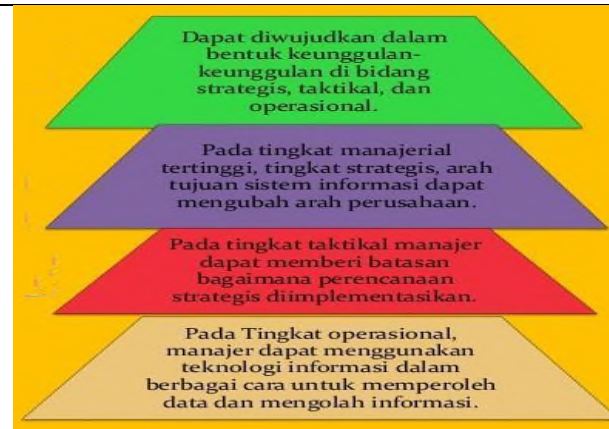 Dapat diwujudkan dalam
bentuk keunggulan-
keunggulan di bidang
strategis, taktikal, dan
operasional.
Pada tingkat manajerial
tertinggi, tingkat strategis, arah
tujuan sistem informasi dapat
mengubah arah perusahaan.
Pada tingkat taktikal manajer
dapat memberi batasan
bagaimana perencanaan
strategis diimplementasikan.
Pada Tingkat operasional,
manajer dapat menggunakan
teknologi informasi dalam
berbagai cara untuk memperoleh
data dan mengolah informasi.